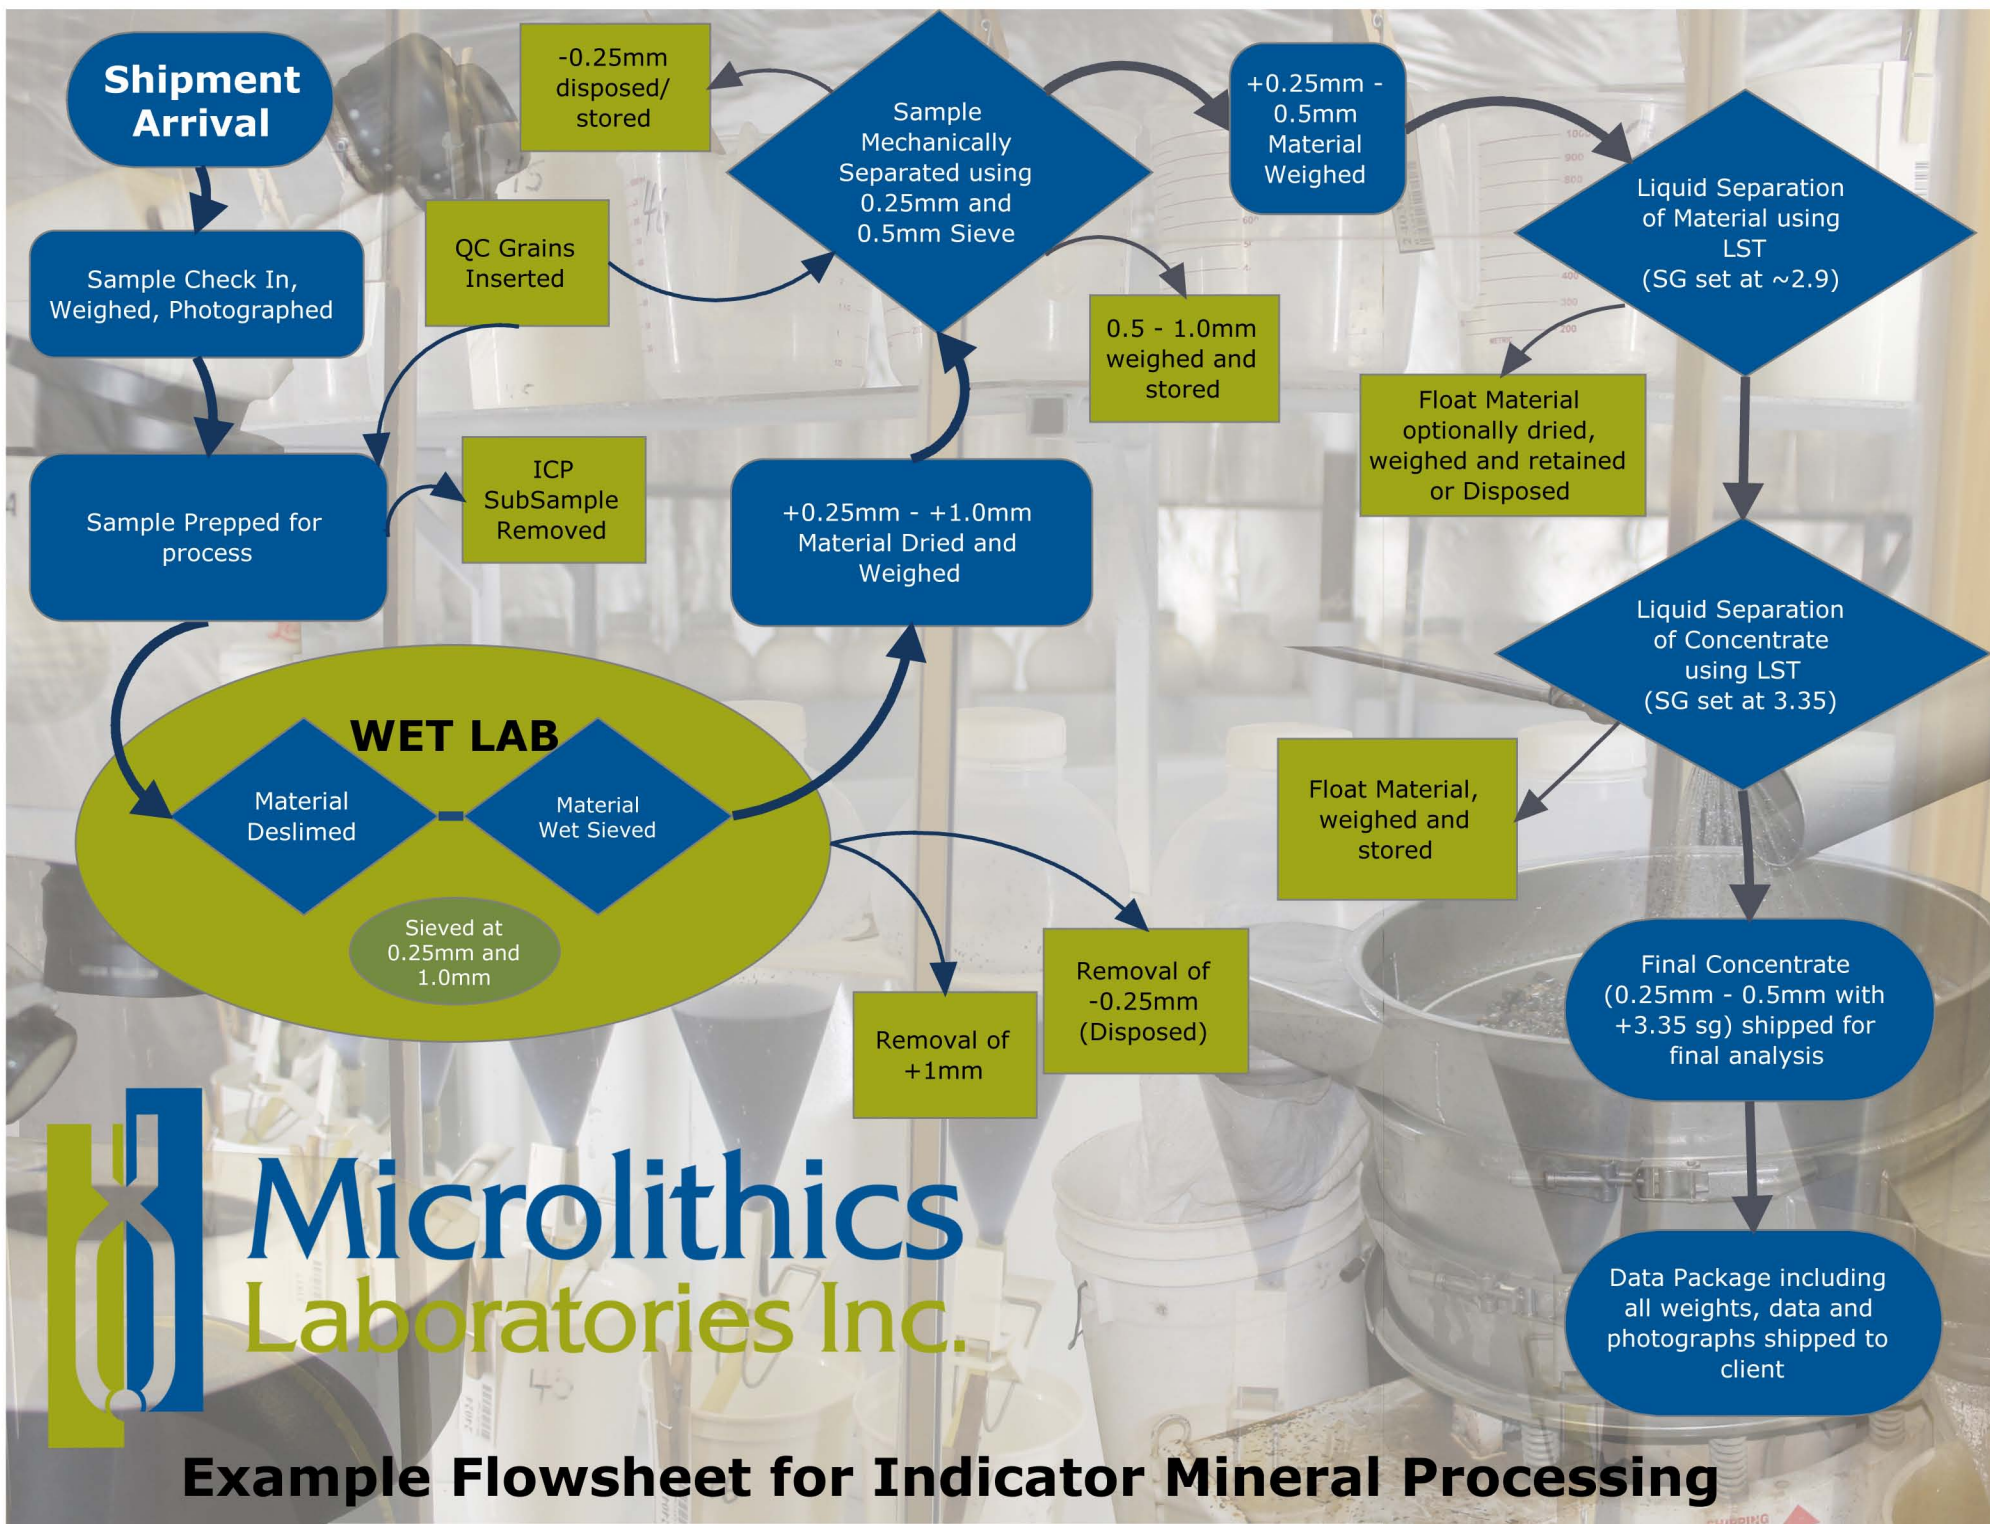 Shipment
Arrival
Sample Check In,
Weighed, Photographed
Sample Prepped for
process
QC Grains
Inserted
ICP
SubSample
Removed
WET LAB
Material
Deslimed
Material
Wet Sieved
Sieved at
0.25mm and
1.0mm
Removal of
+1mm
Removal of
-0.25mm
(Disposed)
+0.25mm - +1.0mm
Material Dried and
Weighed
Sample
Mechanically
Separated using
0.25mm and
0.5mm Sieve
-0.25mm
disposed/
stored
0.5 - 1.0mm
weighed and
stored
+0.25mm -
0.5mm
Material
Weighed
Liquid Separation
of Material using
LST
(SG set at ~2.9)
Float Material
optionally dried,
weighed and retained
or Disposed
Liquid Separation
of Concentrate
using LST
(SG set at 3.35)
Float Material,
weighed and
stored
Final Concentrate
(0.25mm - 0.5mm with
+3.35 sg) shipped for
final analysis
Data Package including
all weights, data and
photographs shipped to
client
Microlithics
Laboratories Inc.
Example Flowsheet for Indicator Mineral Processing